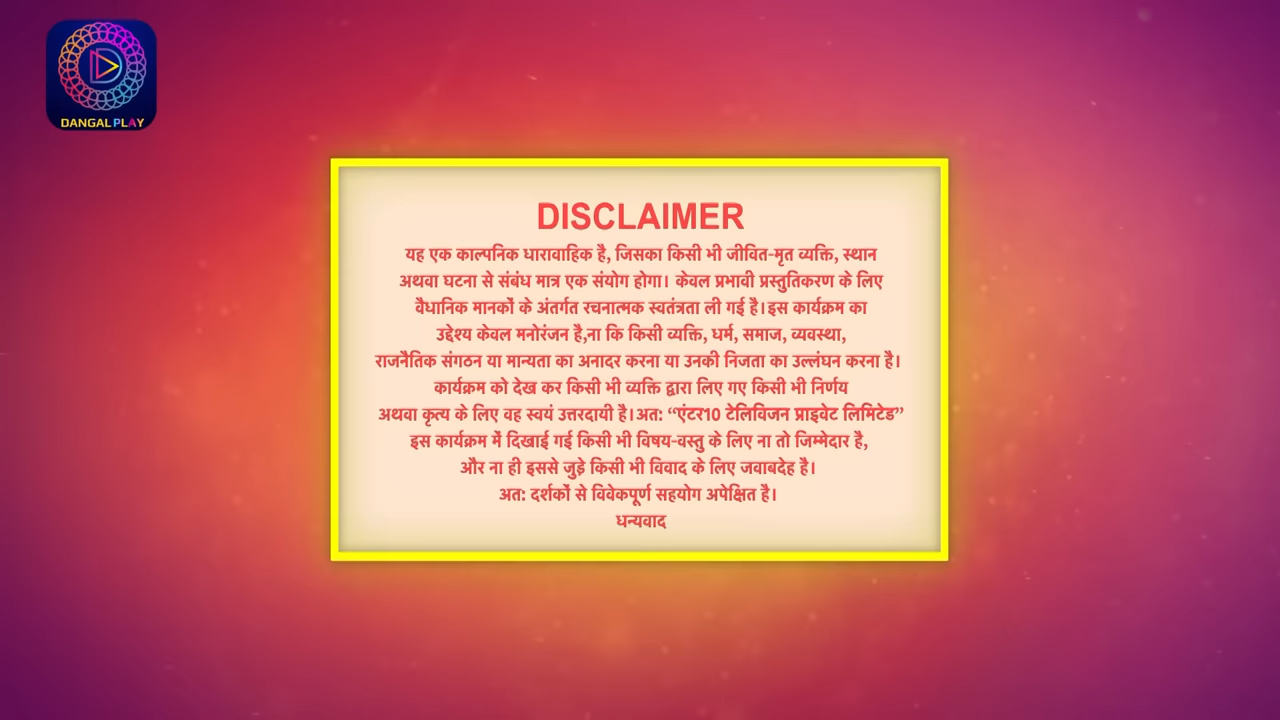 DANGAL PLAY
DISCLAIMER
यह एक काल्पनिक धारावाहिक है, जिसका किसी भी जीवित-मृत व्यक्ति, स्थान
अथवा घटना से संबंध मात्र एक संयोग होगा। केवल प्रभावी प्रस्तुतिकरण के लिए
वैधानिक मानकों के अंतर्गत रचनात्मक स्वतंत्रता ली गई है।इस कार्यक्रम का
उद्देश्य केवल मनोरंजन है,ना कि किसी व्यक्ति, धर्म, समाज, व्यवस्था,
राजनैतिक संगठन या मान्यता का अनादर करना या उनकी निजता का उल्लंघन करना है।
कार्यक्रम को देख कर किसी भी व्यक्ति द्वारा लिए गए किसी भी निर्णय
अथवा कृत्य के लिए वह स्वयं उत्तरदायी है।अत: “एंटर10 टेलिविजन प्राइवेट लिमिटेड”
इस कार्यक्रम में दिखाई गई किसी भी विषय-वस्तु के लिए ना तो जिम्मेदार है,
और ना ही इससे जुड़े किसी भी विवाद के लिए जवाबदेह है।
अत: दर्शकों से विवेकपूर्ण सहयोग अपेक्षित है।
धन्यवाद